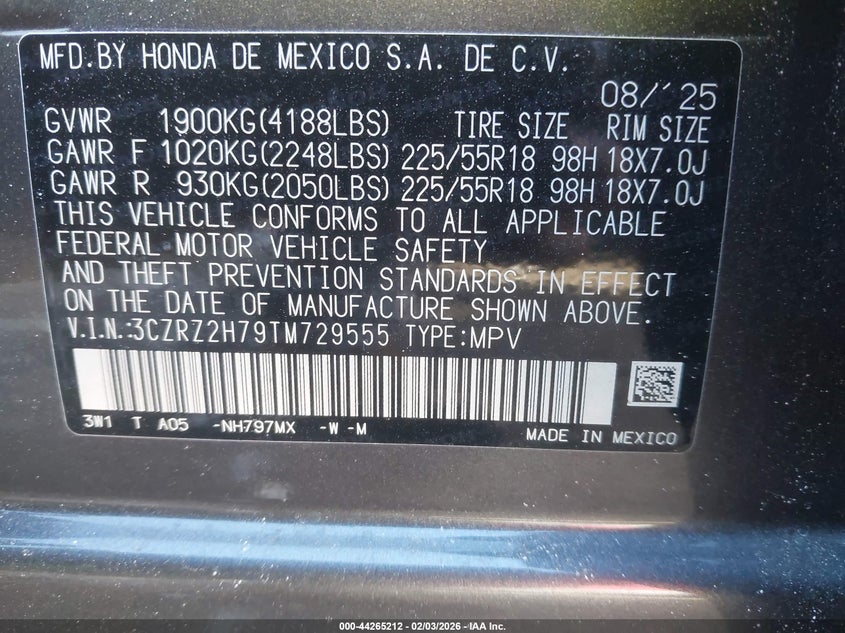 MFD.BY HONDA DE MEXICO S.A. DE C.V.
08/'25
GVWR 1900KG(4188LBS) TIRE SIZE RIM SIZE
GAWR F 1020KG(2248LBS) 225/55R18 98H 18X7.0J
GAWR R 930KG(2050LBS) 225/55R18 98H 18X7.0J
THIS VEHICLE CONFORMS TO ALL APPLICABLE
FEDERAL MOTOR VEHICLE SAFETY
AND THEFT PREVENTION STANDARDS IN EFFECT
ON THE DATE OF MANUFACTURE SHOWN ABOVE.
V.I.N.:3CZRZ2H79TM729555 TYPE:MPV
3W1 T A05 -NH797MX -W -M
MADE IN MEXICO
000-44265212 - 02/03/2026 - IAA Inc.